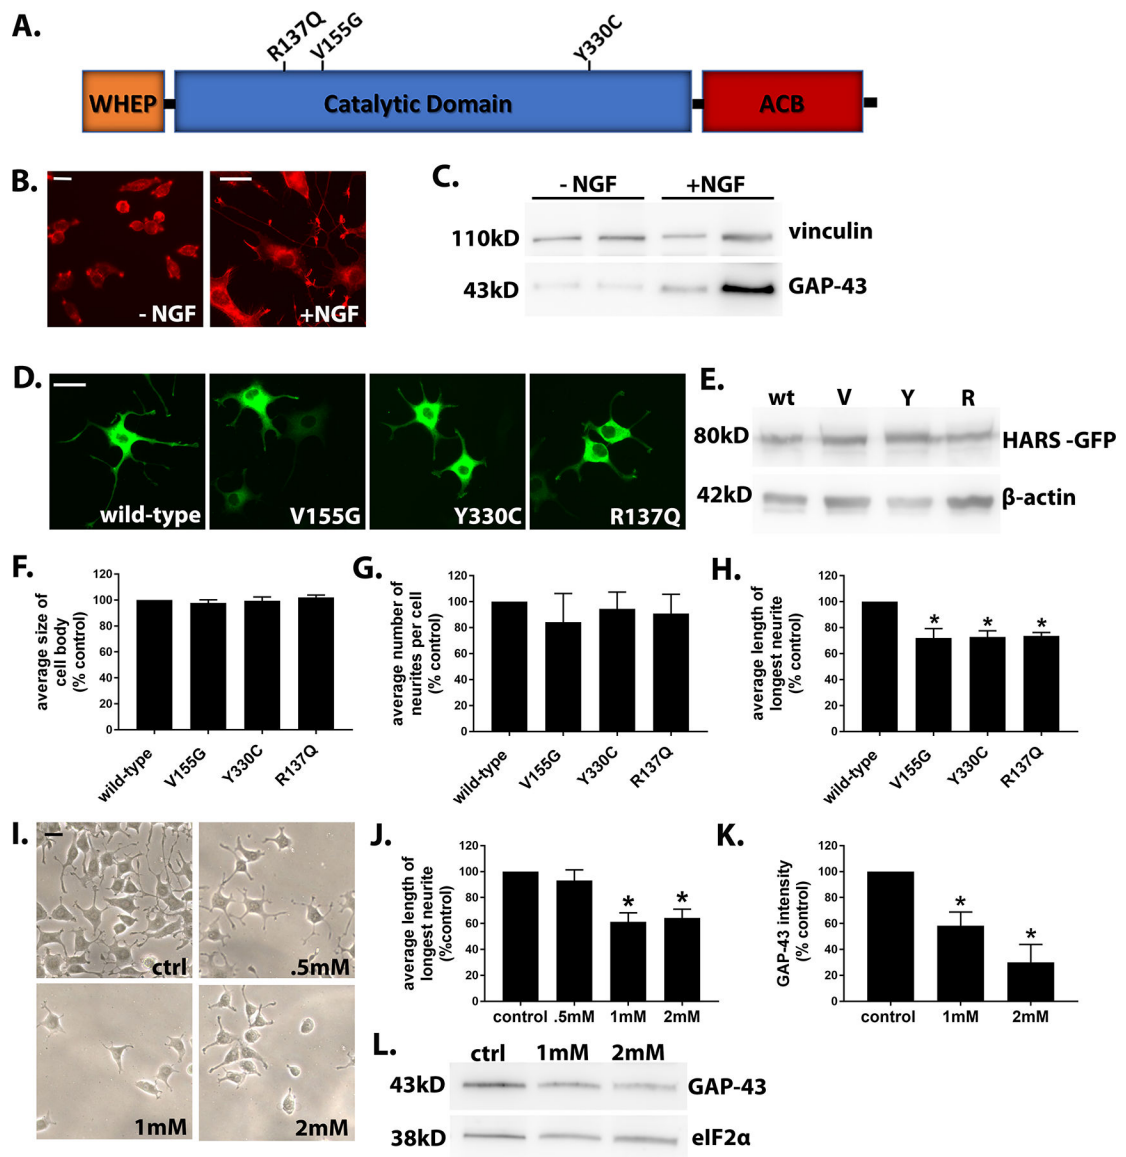 A.
R137Q
V155G
Y330C
WHEP
Catalytic Domain
ACB
B.
- NGF
+NGF
C.
- NGF
+NGF
110kD
vinculin
43kD
GAP-43
D.
wild-type
V155G
Y330C
R137Q
E.
wt V Y R
80kD
HARS -GFP
42kD
β-actin
F.
average size of
cell body
(% control)
120
100
80
60
40
20
0
wild-type
V155G
Y330C
R137Q
G.
average number of
neurites per cell
(% control)
120
100
80
60
40
20
0
wild-type
V155G
Y330C
R137Q
H.
average length of
longest neurite
(% control)
120
100
80
60
40
20
0
* * *
wild-type
V155G
Y330C
R137Q
I.
ctrl
.5mM
1mM
2mM
J.
average length of
longest neurite
(%control)
120
100
80
60
40
20
0
* *
control .5mM 1mM 2mM
K.
GAP-43 intensity
(% control)
120
100
80
60
40
20
0
* *
control 1mM 2mM
L.
ctrl 1mM 2mM
43kD
GAP-43
38kD
eIF2α